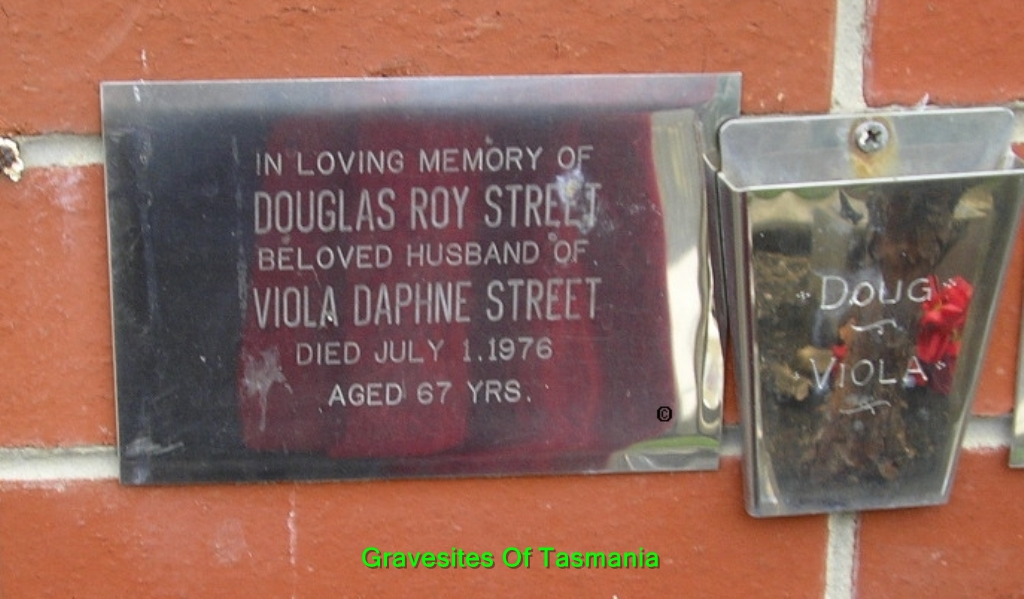 IN LOVING MEMORY OF
DOUGLAS ROY STREET
BELOVED HUSBAND OF
VIOLA DAPHNE STREET
DIED JULY 1.1976
AGED 67 YRS.
©
DOUG
VIOLA
Gravesites Of Tasmania